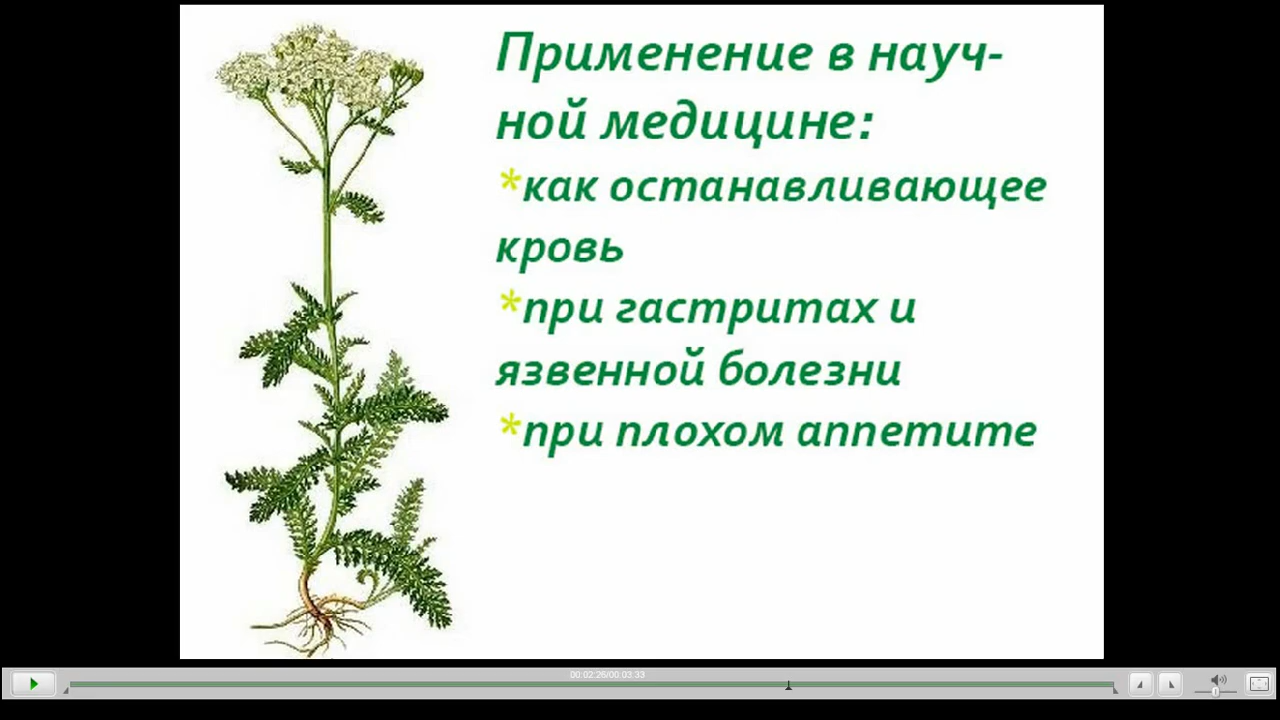 Применение в науч-
ной медицине:
*как останавливающее
кровь
*при гастритах и
язвенной болезни
*при плохом аппетите
00:02:26/00:03:33